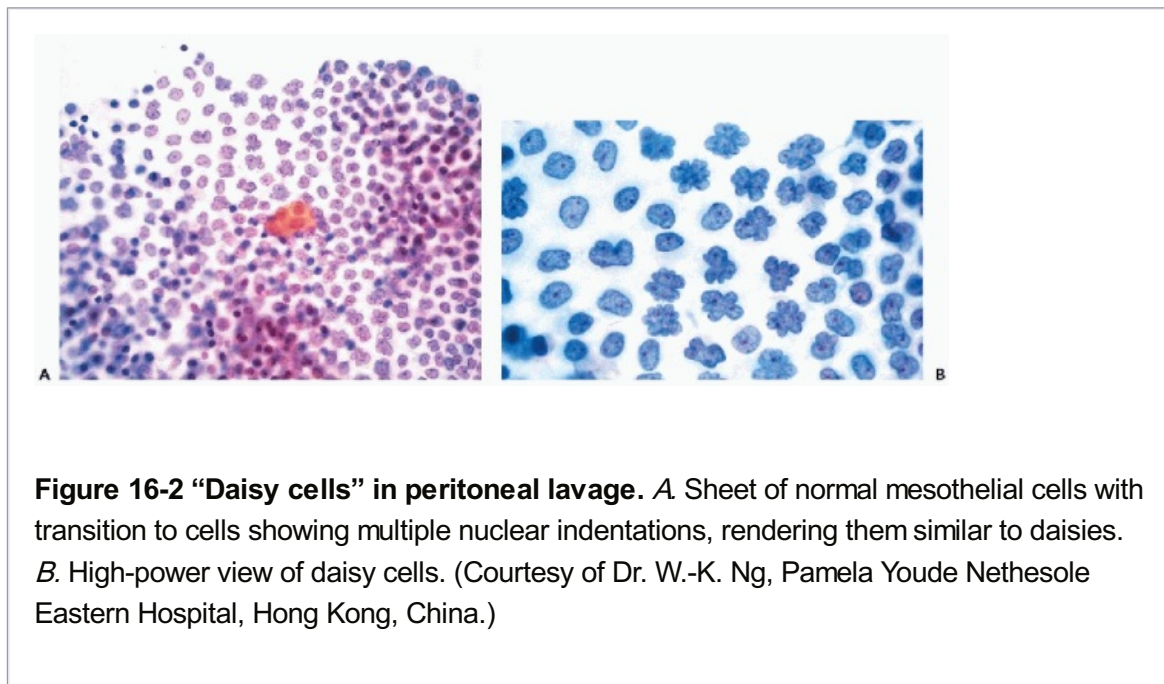 A
B
Figure 16-2 “Daisy cells” in peritoneal lavage. A. Sheet of normal mesothelial cells with
transition to cells showing multiple nuclear indentations, rendering them similar to daisies.
B. High-power view of daisy cells. (Courtesy of Dr. W.-K. Ng, Pamela Youde Nethesole
Eastern Hospital, Hong Kong, China.)